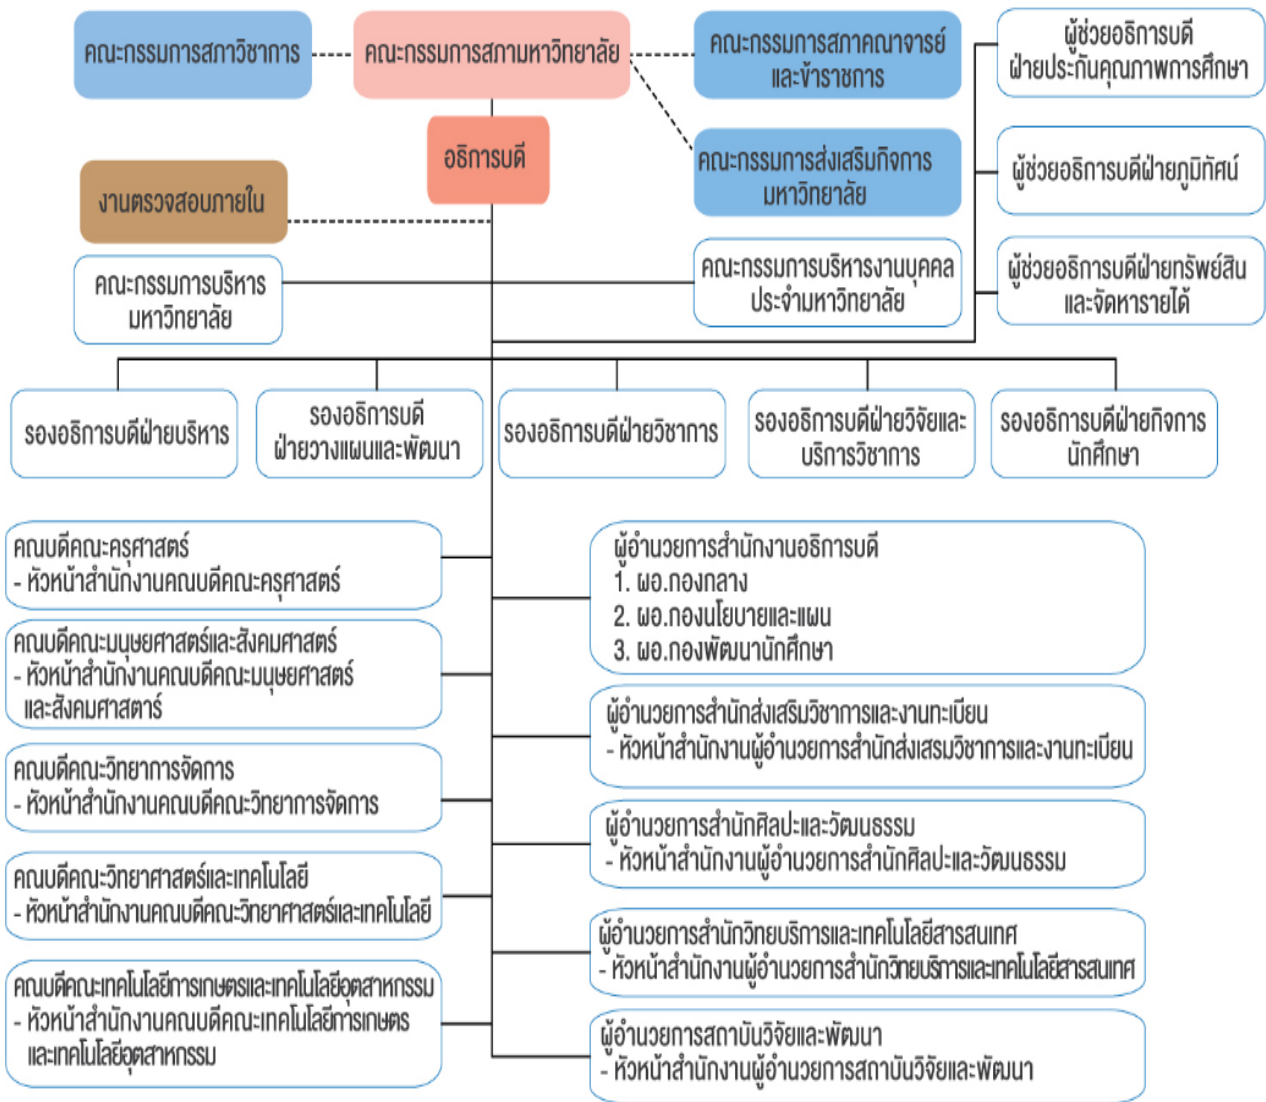 คณะกรรมการสภาวิชาการ
คณะกรรมการสภามหาวิทยาลัย
คณะกรรมการสภาคณาจารย์
และข้าราชการ
ผู้ช่วยอธิการบดี
ฝ่ายประกันคุณภาพการศึกษา
อธิการบดี
คณะกรรมการส่งเสริมกิจการ
มหาวิทยาลัย
ผู้ช่วยอธิการบดีฝ่ายภูมิทัศน์
งานตรวจสอบภายใน
คณะกรรมการบริหาร
มหาวิทยาลัย
คณะกรรมการบริหารงานบุคคล
ประจำมหาวิทยาลัย
ผู้ช่วยอธิการบดีฝ่ายทรัพย์สิน
และจัดหารายได้
รองอธิการบดีฝ่ายบริหาร
รองอธิการบดี
ฝ่ายวางแผนและพัฒนา
รองอธิการบดีฝ่ายวิชาการ
รองอธิการบดีฝ่ายวิจัยและ
บริการวิชาการ
รองอธิการบดีฝ่ายกิจการ
นักศึกษา
คณบดีคณะครุศาสตร์
- หัวหน้าสำนักงานคณบดีคณะครุศาสตร์
คณบดีคณะมนุษยศาสตร์และสังคมศาสตร์
- หัวหน้าสำนักงานคณบดีคณะมนุษยศาสตร์
และสังคมศาสตาร์
คณบดีคณะวิทยาการจัดการ
- หัวหน้าสำนักงานคณบดีคณะวิทยาการจัดการ
คณบดีคณะวิทยาศาสตร์และเทคโนโลยี
- หัวหน้าสำนักงานคณบดีคณะวิทยาศาสตร์และเทคโนโลยี
คณบดีคณะเทคโนโลยีการเกษตรและเทคโนโลยีอุตสาหกรรม
- หัวหน้าสำนักงานคณบดีคณะเทคโนโลยีการเกษตร
และเทคโนโลยีอุตสาหกรรม
ผู้อำนวยการสำนักงานอธิการบดี
1. ผอ.กองกลาง
2. ผอ.กองนโยบายและแผน
3. ผอ.กองพัฒนานักศึกษา
ผู้อำนวยการสำนักส่งเสริมวิชาการและงานทะเบียน
- หัวหน้าสำนักงานผู้อำนวยการสำนักส่งเสรมวิชาการและงานทะเบียน
ผู้อำนวยการสำนักศิลปะและวัฒนธรรม
- หัวหน้าสำนักงานผู้อำนวยการสำนักศิลปะและวัฒนธรรม
ผู้อำนวยการสำนักวิทยบริการและเทคโนโลยีสารสนเทศ
- หัวหน้าสำนักงานผู้อำนวยการสำนักวิทยบริการและเทคโนโลยีสารสนเทศ
ผู้อำนวยการสถาบันวิจัยและพัฒนา
- หัวหน้าสำนักงานผู้อำนวยการสถาบันวิจัยและพัฒนา